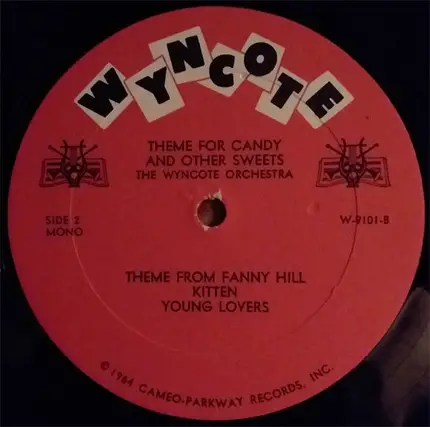 WYNCOTE
THEME FOR CANDY
AND OTHER SWEETS
THE WYNCOTE ORCHESTRA
SIDE 2
MONO
W-9101-B
THEME FROM FANNY HILL
KITTEN
YOUNG LOVERS
© 1964 CAMEO-PARKWAY RECORDS, INC.